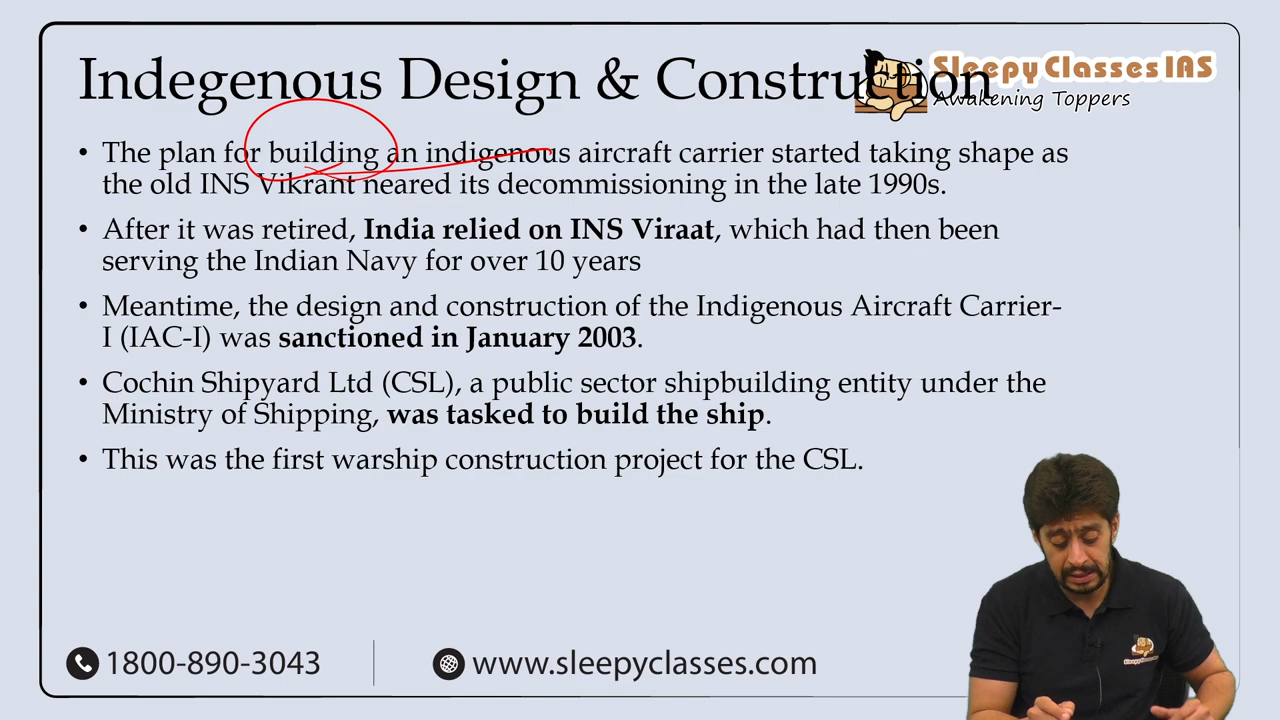 Indegenous Design & Construction
Sleepy Classes IAS
Awakening Toppers
• The plan for building an indigenous aircraft carrier started taking shape as
the old INS Vikrant neared its decommissioning in the late 1990s.
• After it was retired, India relied on INS Viraat, which had then been
serving the Indian Navy for over 10 years
• Meantime, the design and construction of the Indigenous Aircraft Carrier-
I (IAC-I) was sanctioned in January 2003.
• Cochin Shipyard Ltd (CSL), a public sector shipbuilding entity under the
Ministry of Shipping, was tasked to build the ship.
• This was the first warship construction project for the CSL.
1800-890-3043
www.sleepyclasses.com